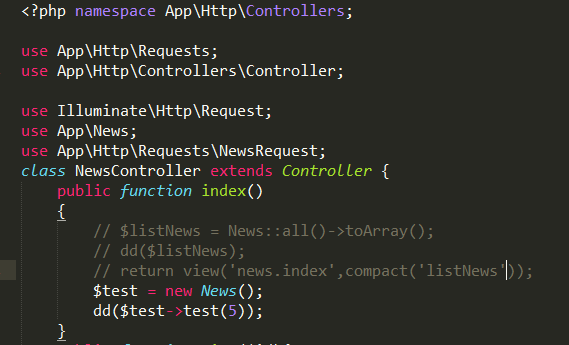 <?php namespace App\Http\Controllers;
use App\Http\Requests;
use App\Http\Controllers\Controller;
use Illuminate\Http\Request;
use App\News;
use App\Http\Requests\NewsRequest;
class NewsController extends Controller {
public function index()
{
// $listNews = News::all()->toArray();
// dd($listNews);
// return view('news.index',compact('listNews'));
$test = new News();
dd($test->test(5));
}